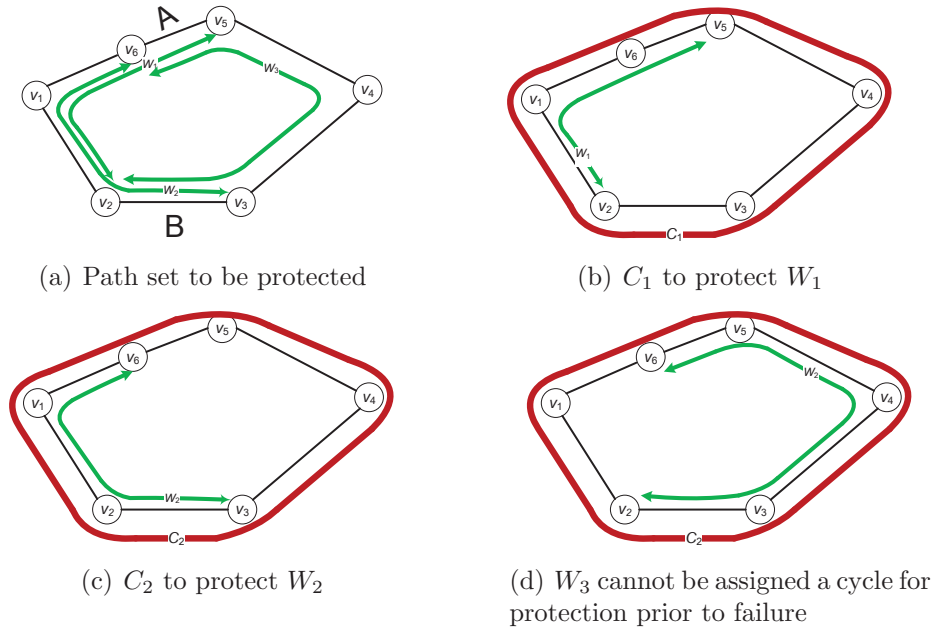 A
v5
v6
W1
W3
v1
v4
W2
v2
v3
B
(a) Path set to be protected
v5
v6
v1
v4
W1
v2
v3
C1
(b) C1 to protect W1
v5
v6
v1
v4
W2
v2
v3
C2
(c) C2 to protect W2
v5
v6
W2
v1
v4
v2
v3
C2
(d) W3 cannot be assigned a cycle for
protection prior to failure